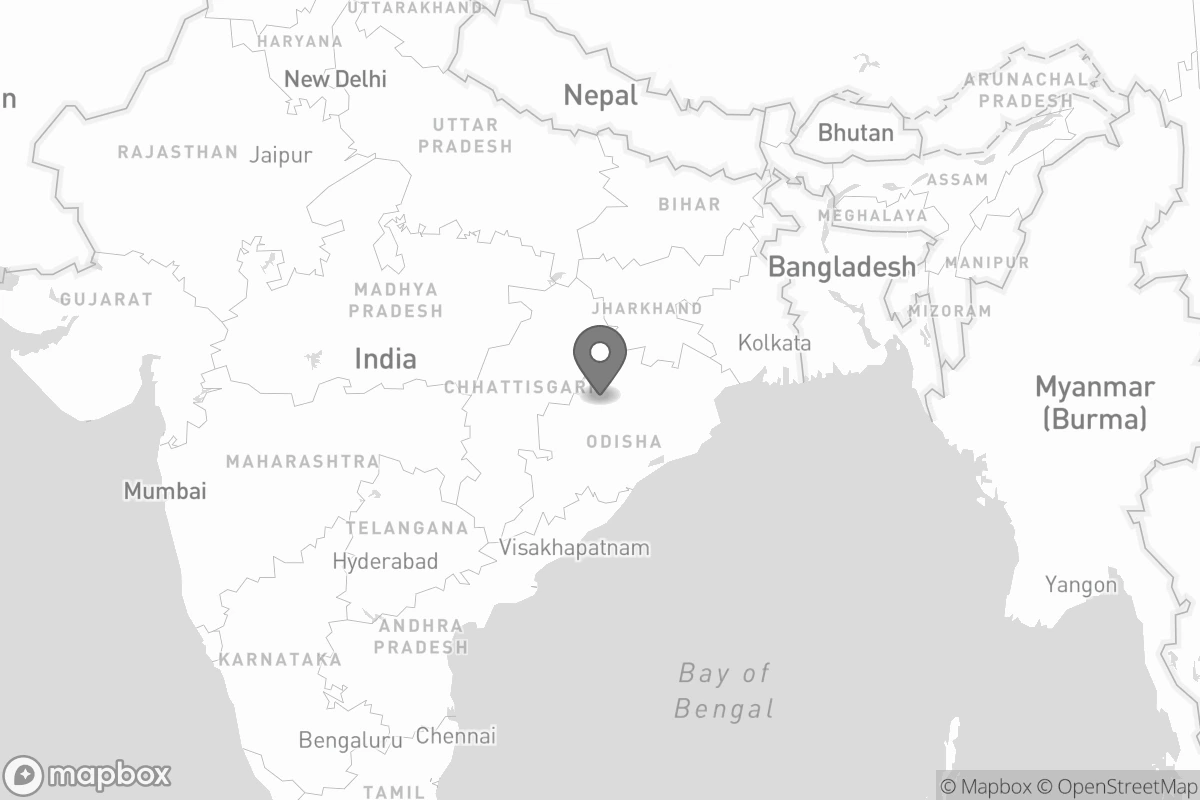 UTTARAKHAND
HARYANA
New Delhi
n
Nepal
ARUNACHAL
PRADESH
Bhutan
UTTAR
PRADESH
RAJASTHAN
Jaipur
ASSAM
BIHAR
MEGHALAYA
Bangladesh
MANIPUR
GUJARAT
MADHYA
PRADESH
JHARKHAND
MIZORAM
Kolkata
India
CHHATTISGAR
Myanmar
(Burma)
ODISHA
MAHARASHTRA
Mumbai
TELANGANA
Visakhapatnam
Hyderabad
Yangon
ANDHRA
PRADESH
KARNATAKA
Bay of
Bengal
Bengaluru
Chennai
TAMIL
mapbox
© Mapbox © OpenStreetMap